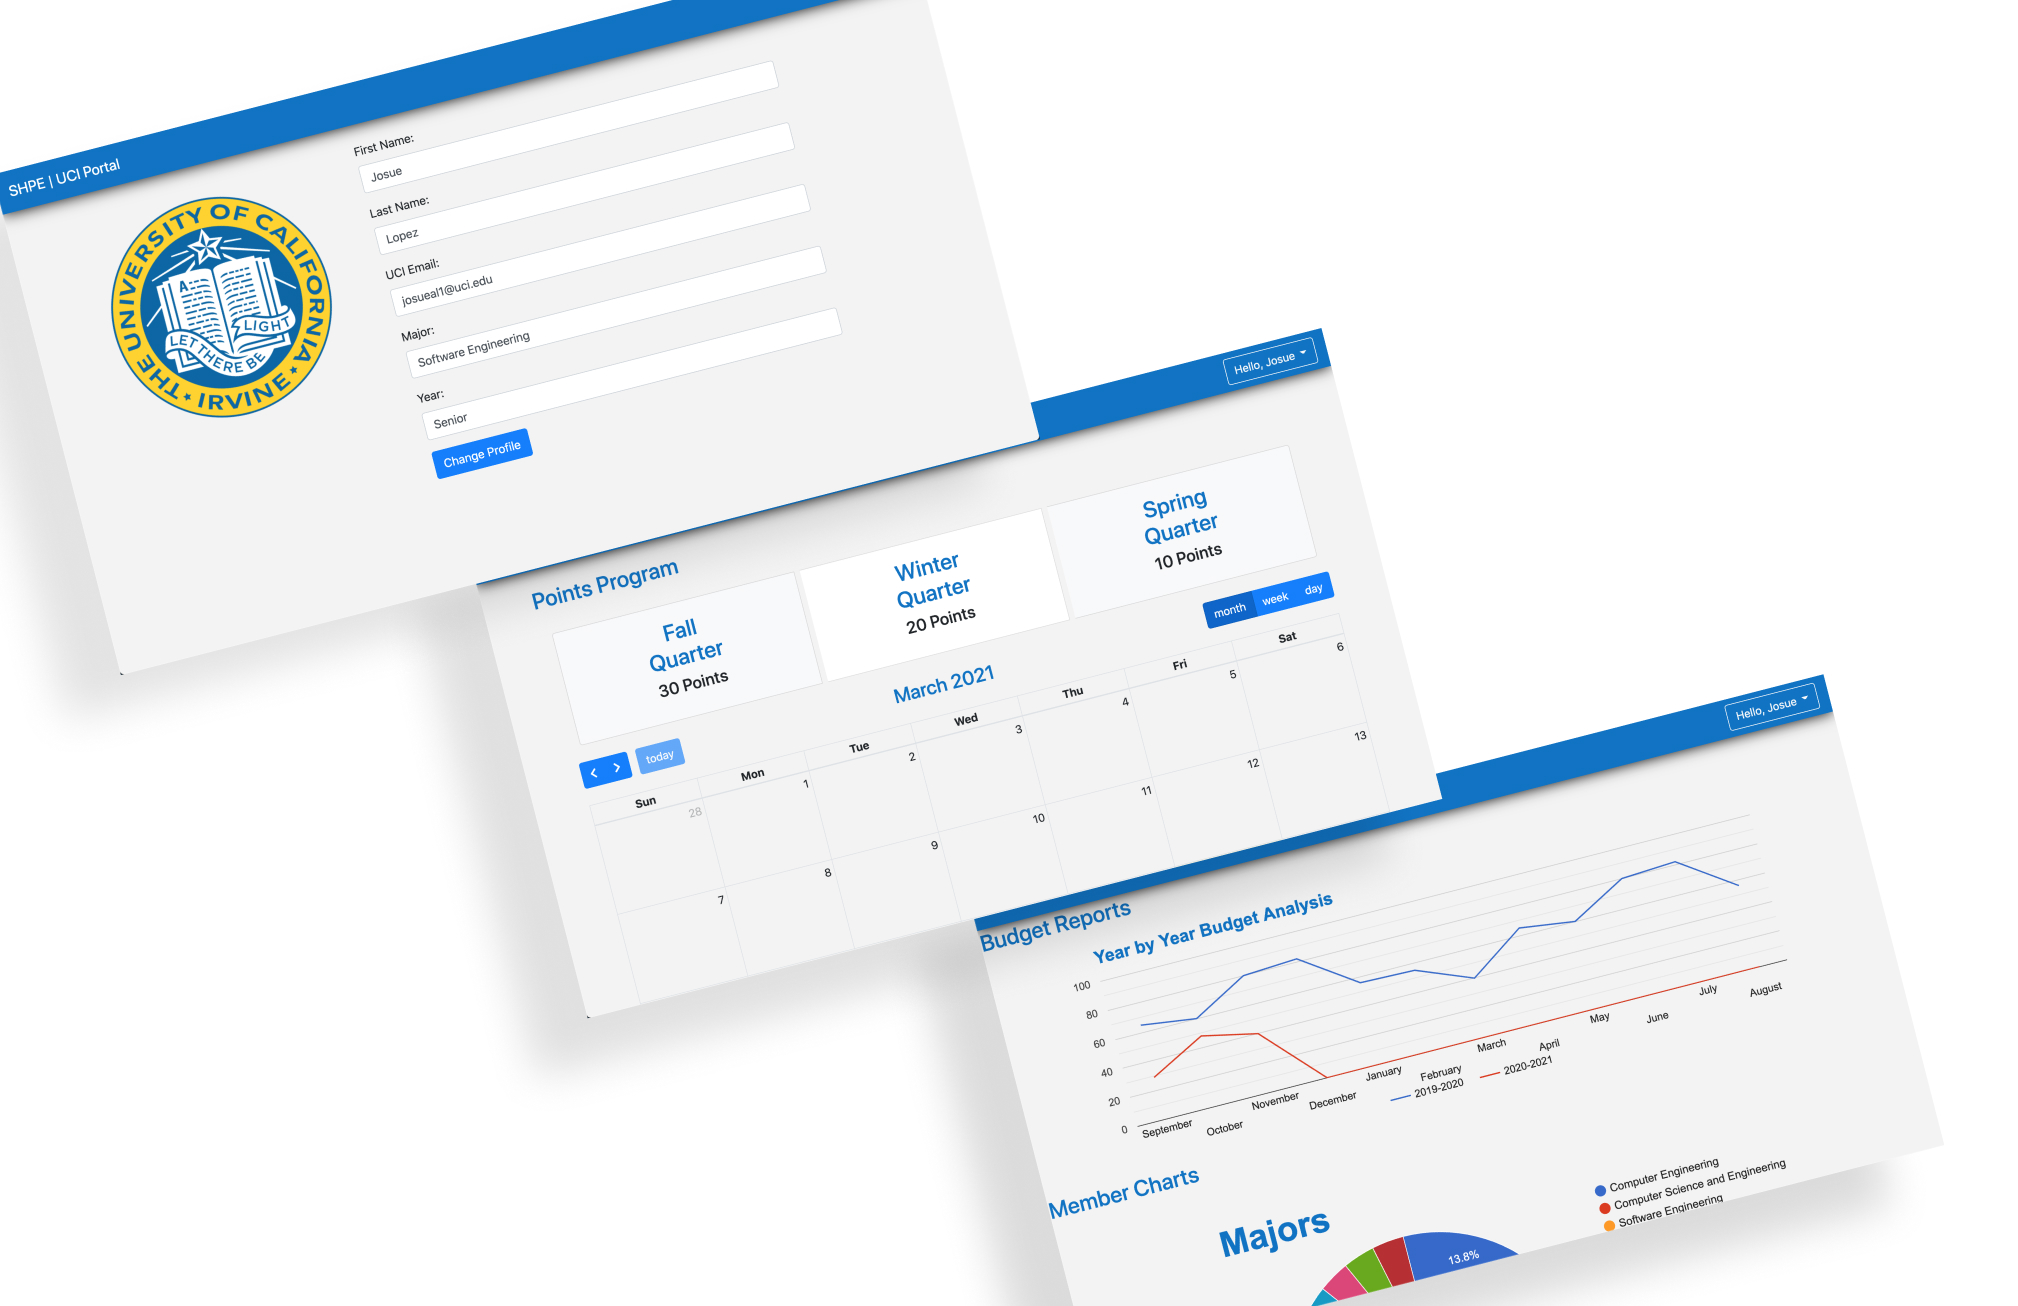 SHPE | UCI Portal
THE UNIVERSITY OF CALIFORNIA
IRVINE
A
LET THERE BE
LIGHT
First Name:
Josue
Last Name:
Lopez
UCI Email:
josueal1@uci.edu
Major:
Software Engineering
Year:
Senior
Change Profile
Hello, Josue
Points Program
Fall
Quarter
30 Points
Winter
Quarter
20 Points
Spring
Quarter
10 Points
March 2021
month week day
today
Sun Mon Tue Wed Thu Fri Sat
28 1 2 3 4 5 6
7 8 9 10 11 12 13
Hello, Josue
Budget Reports
Year by Year Budget Analysis
100
80
60
40
20
0
September October November December January February March April May June July August
2019-2020 2020-2021
Member Charts
Majors
13.8%
Computer Engineering
Computer Science and Engineering
Software Engineering